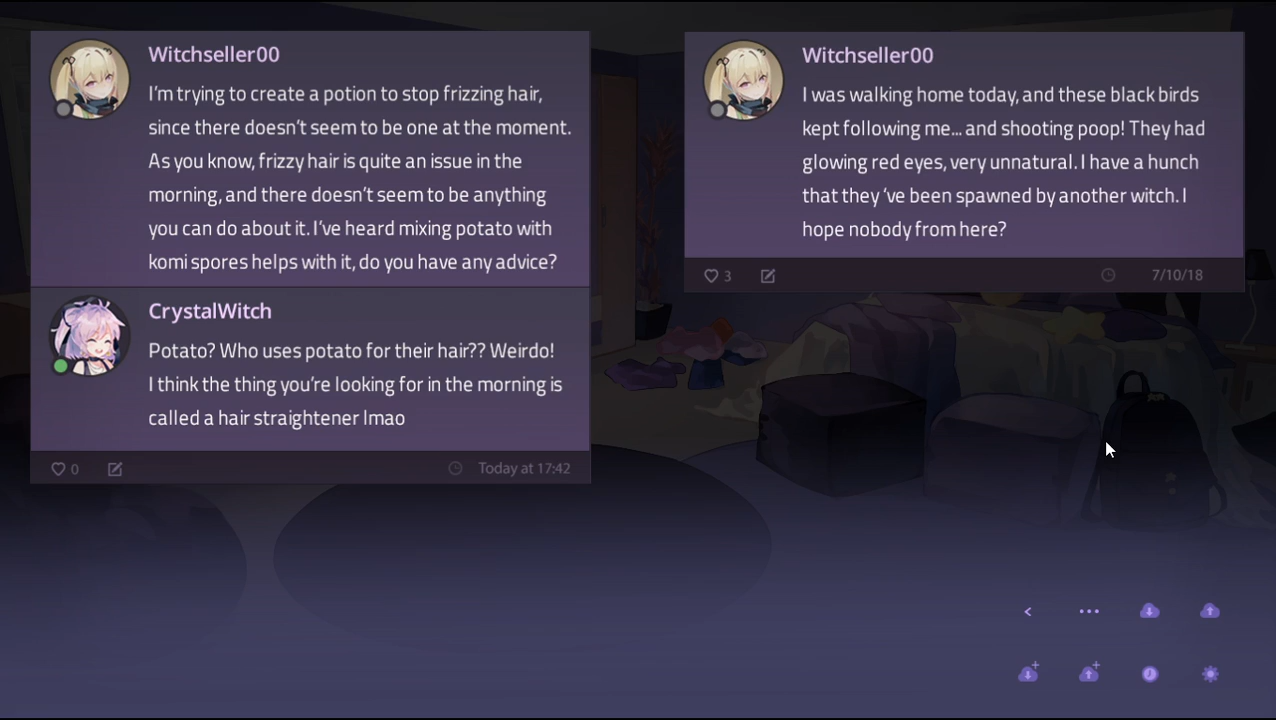 Witchseller00
I'm trying to create a potion to stop frizzing hair,
since there doesn't seem to be one at the moment.
As you know, frizzy hair is quite an issue in the
morning, and there doesn't seem to be anything
you can do about it. I've heard mixing potato with
komi spores helps with it, do you have any advice?
CrystalWitch
Potato? Who uses potato for their hair?? Weirdo!
I think the thing you're looking for in the morning is
called a hair straightener lmao
0
Today at 17:42
Witchseller00
I was walking home today, and these black birds
kept following me... and shooting poop! They had
glowing red eyes, very unnatural. I have a hunch
that they 've been spawned by another witch. I
hope nobody from here?
3
7/10/18